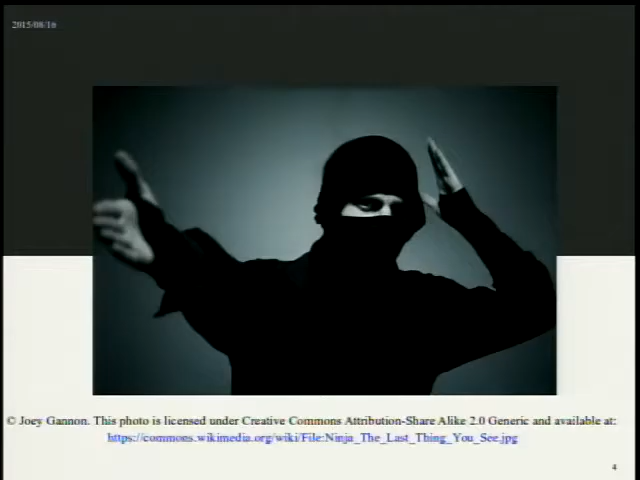 2015/08/16
© Joey Gannon. This photo is licensed under Creative Commons Attribution-Share Alike 2.0 Generic and available at:
https://commons.wikimedia.org/wiki/File:Ninja_The_Last_Thing_You_See.jpg
4